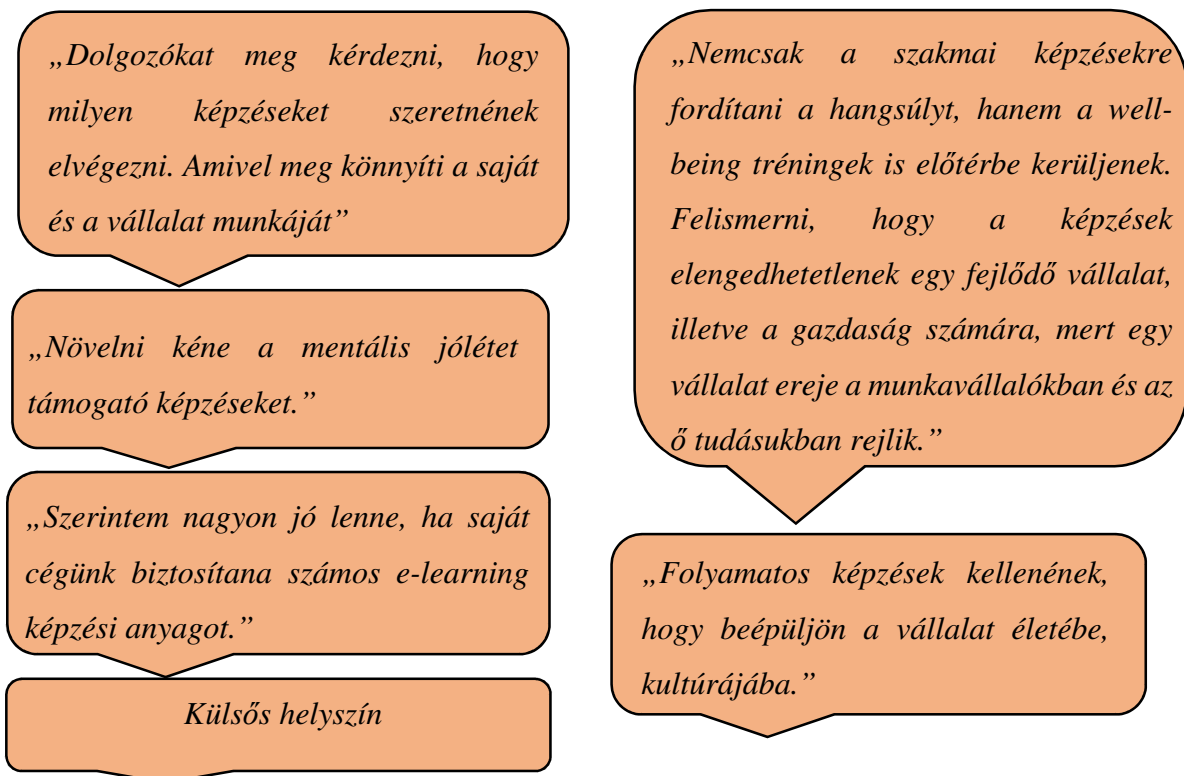 „Dolgozókat meg kérdezni, hogy
milyen képzéseket szeretnének
elvégezni. Amivel meg könnyíti a saját
és a vállalat munkáját”
„Növelni kéne a mentális jólétet
támogató képzéseket.”
„Szerintem nagyon jó lenne, ha saját
cégünk biztosítana számos e-learning
képzési anyagot.”
Külsős helyszín
„Nemcsak a szakmai képzésekre
fordítani a hangsúlyt, hanem a well-
being tréningek is előtérbe kerüljenek.
Felismerni, hogy a képzések
elengedhetetlenek egy fejlődő vállalat,
illetve a gazdaság számára, mert egy
vállalat ereje a munkavállalókban és az
ő tudásukban rejlik.”
„Folyamatos képzések kellenének,
hogy beépüljön a vállalat életébe,
kultúrájába.”